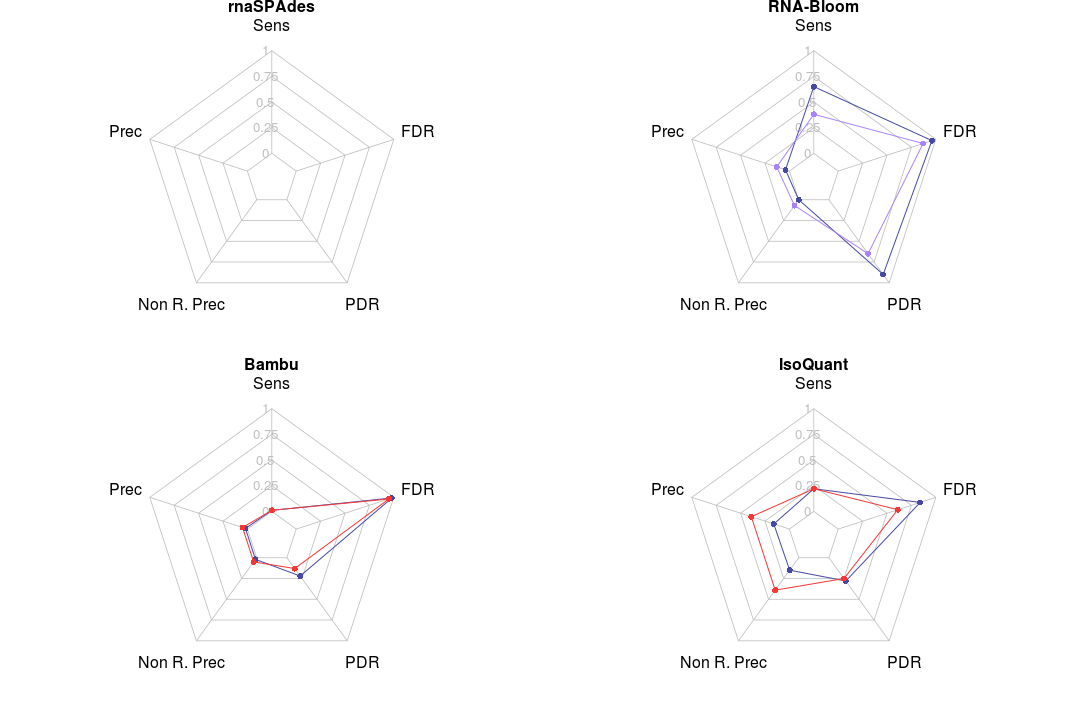 rnaSPAdes
Sens
1
0.75
0.5
0.25
0
Prec
FDR
Non R. Prec
PDR
RNA-Bloom
Sens
1
0.75
0.5
0.25
0
Prec
FDR
Non R. Prec
PDR
Bambu
Sens
1
0.75
0.5
0.25
0
Prec
FDR
Non R. Prec
PDR
IsoQuant
Sens
1
0.75
0.5
0.25
0
Prec
FDR
Non R. Prec
PDR